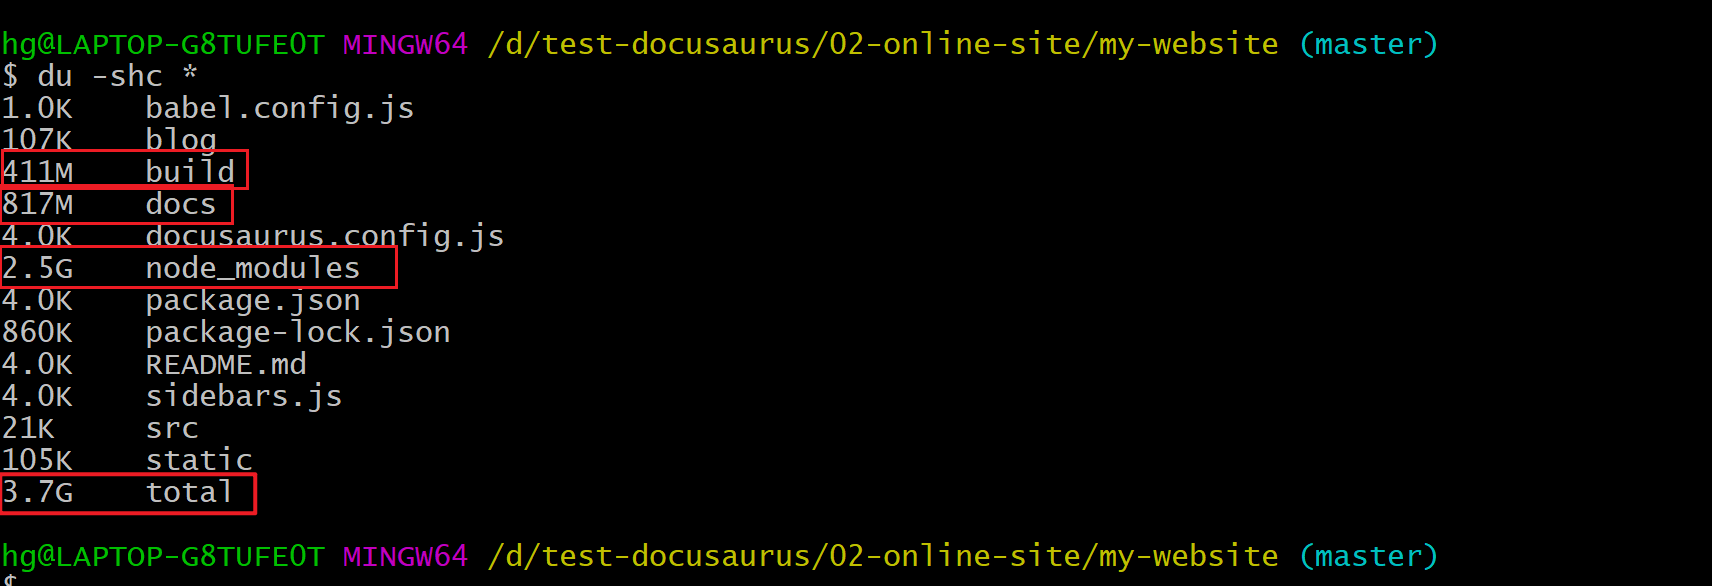 hg@LAPTOP-G8TUFE0T MINGW64 /d/test-docusaurus/02-online-site/my-website (master)
$ du -shc *
1.0K    babel.config.js
107K    blog
411M    build
817M    docs
4.0K    docusaurus.config.js
2.5G    node_modules
4.0K    package.json
860K    package-lock.json
4.0K    README.md
4.0K    sidebars.js
21K     src
105K    static
3.7G    total
hg@LAPTOP-G8TUFE0T MINGW64 /d/test-docusaurus/02-online-site/my-website (master)
$